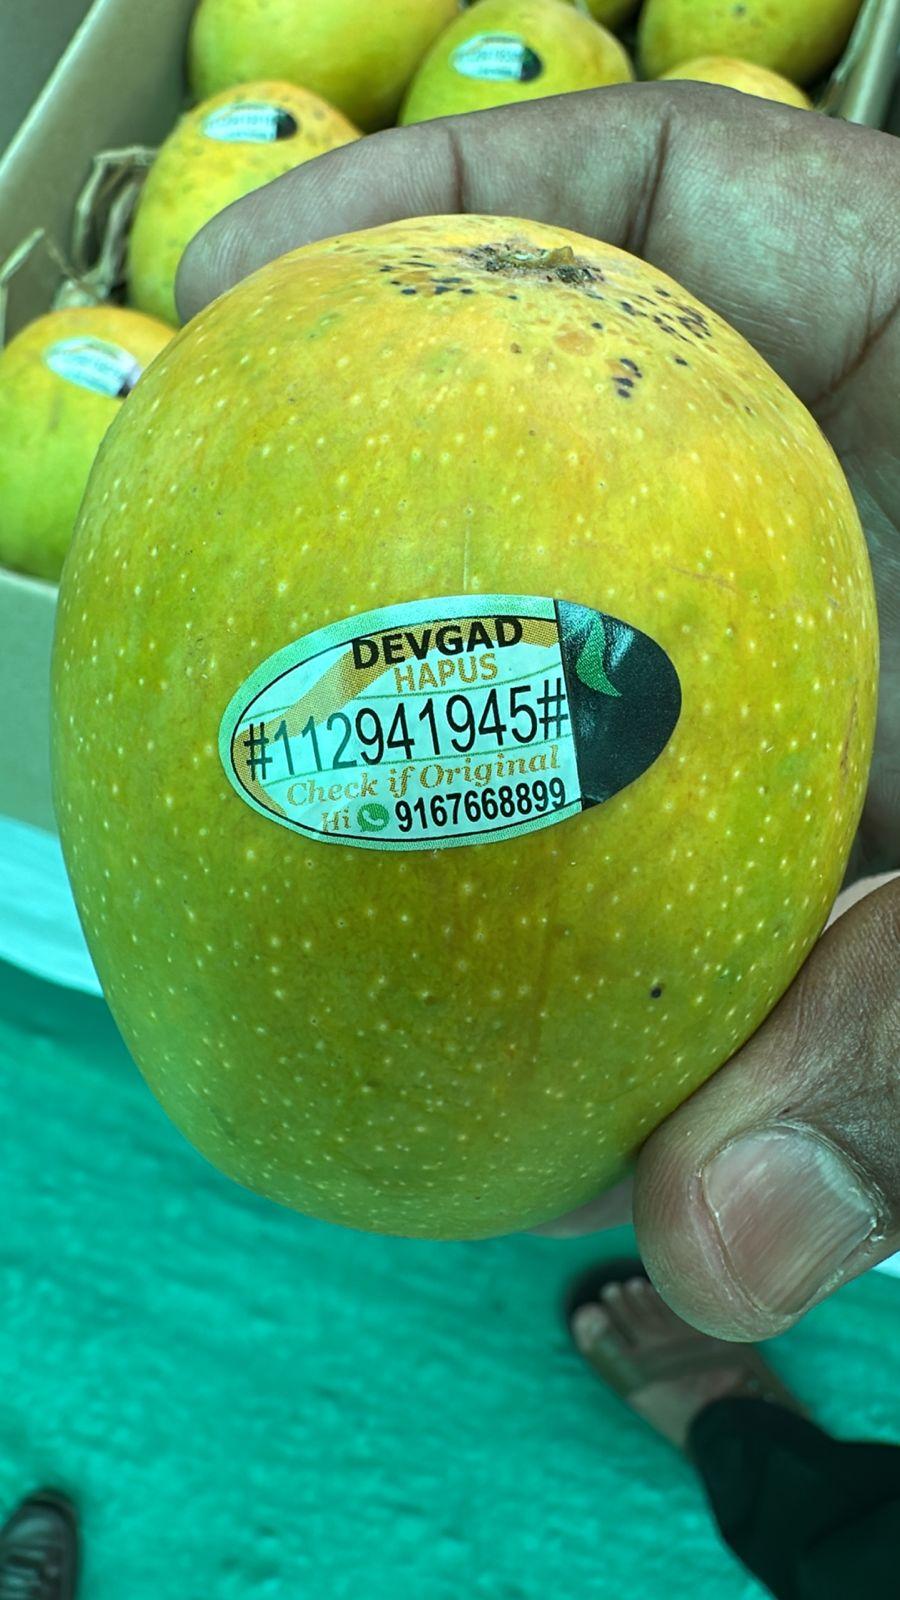 DEVGAD
HAPUS
#112941945#
Check if Original
Hi 9167668899